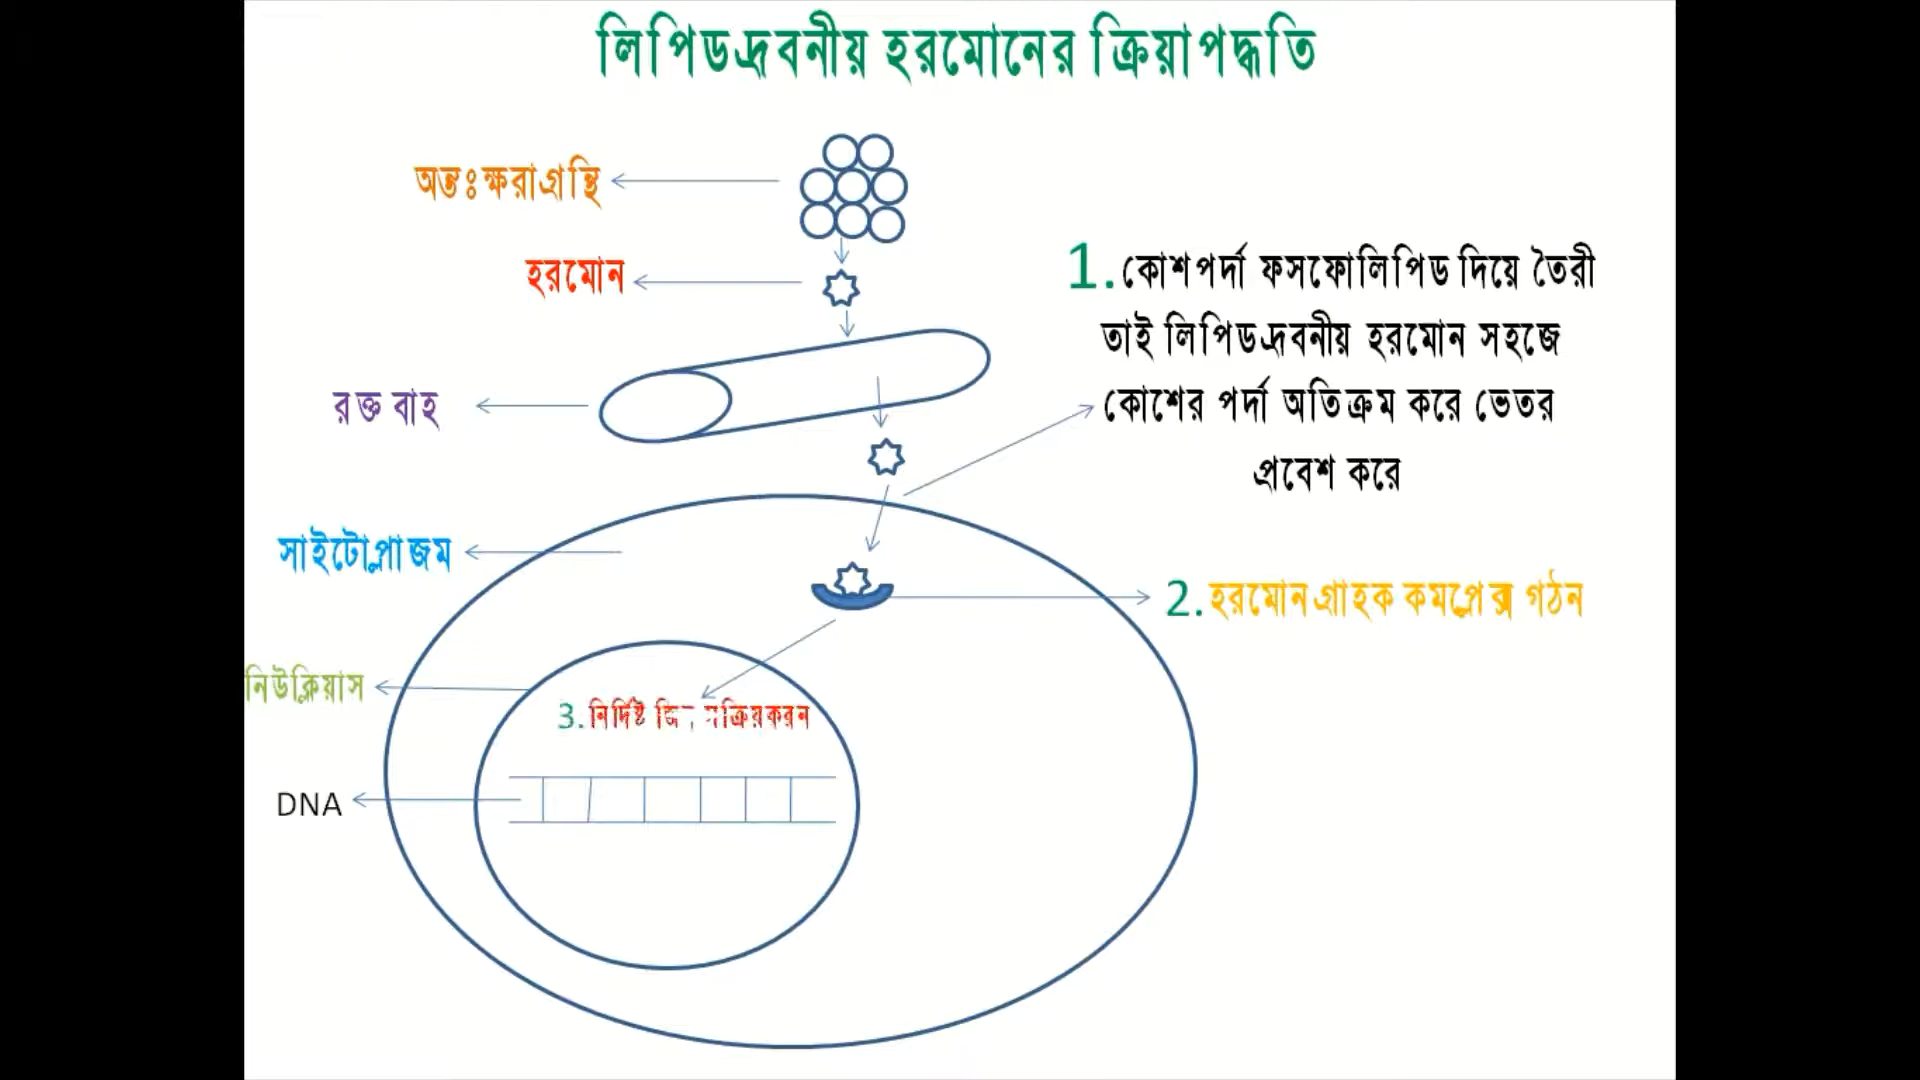 লিপিডদ্রবনীয় হরমোনের ক্রিয়াপদ্ধতি
অন্তঃক্ষরাগ্রন্থি
হরমোন
রক্ত বাহ
সাইটোপ্লাজম
নিউক্লিয়াস
DNA
1.কোশপর্দা ফসফোলিপিড দিয়ে তৈরী
তাই লিপিডদ্রবনীয় হরমোন সহজে
কোশের পর্দা অতিক্রম করে ভেতর
প্রবেশ করে
2.হরমোনগ্রাহক কমপ্লেক্স গঠন
3.নির্দিষ্ট